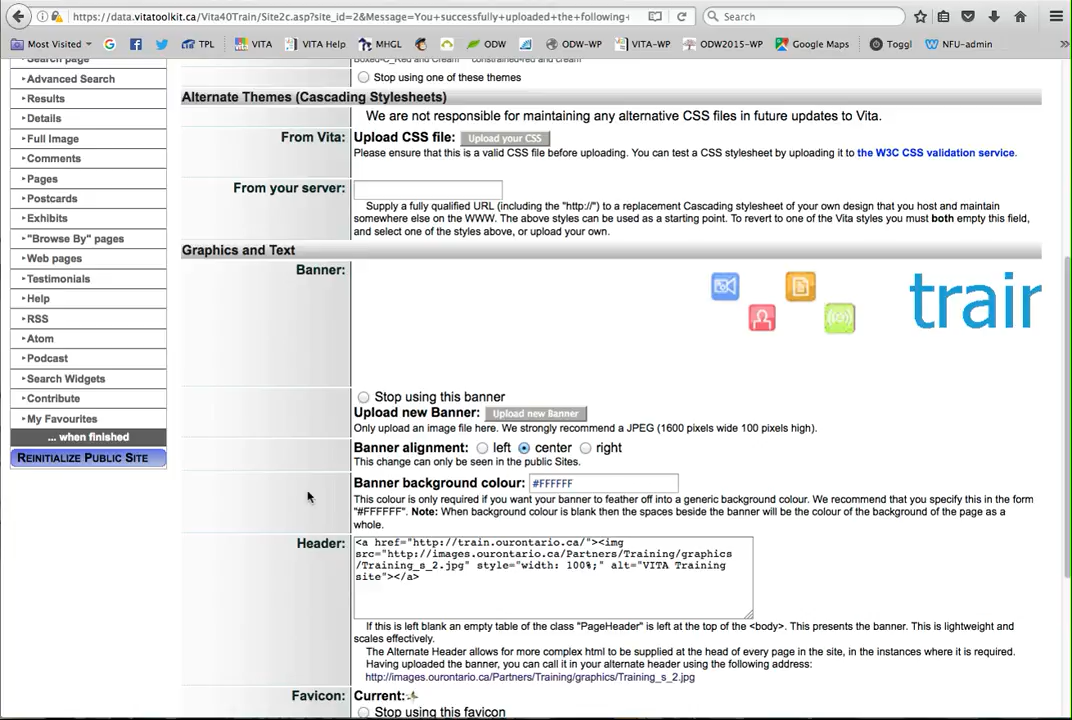 https://data.vitatoolkit.ca/Vita40Train/Site2c.asp?site_id=2&Message=You+successfully+uploaded+the+following+
Search
Most Visited
TPL
VITA
VITA Help
MHGL
ODW
ODW-WP
VITA-WP
ODW2015-WP
Google Maps
Toggl
NFU-admin
Search page
Boxed-C_Red and Cream constrained-red and cream
Advanced Search
Stop using one of these themes
Results
Alternate Themes (Cascading Stylesheets)
Details
We are not responsible for maintaining any alternative CSS files in future updates to Vita.
Full Image
From Vita: Upload CSS file: Upload your CSS
Comments
Please ensure that this is a valid CSS file before uploading. You can test a CSS stylesheet by uploading it to the W3C CSS validation service.
Pages
From your server:
Postcards
Supply a fully qualified URL (including the "http://") to a replacement Cascading stylesheet of your own design that you host and maintain
Exhibits
somewhere else on the WWW. The above styles can be used as a starting point. To revert to one of the Vita styles you must both empty this field,
"Browse By" pages
and select one of the styles above, or upload your own.
Web pages
Graphics and Text
Testimonials
Banner:
train
Help
RSS
Atom
Podcast
Search Widgets
Contribute
Stop using this banner
My Favourites
Upload new Banner: Upload new Banner
... when finished
Only upload an image file here. We strongly recommend a JPEG (1600 pixels wide 100 pixels high).
REINITIALIZE PUBLIC SITE
Banner alignment: left center right
This change can only be seen in the public Sites.
Banner background colour: #FFFFFF
This colour is only required if you want your banner to feather off into a generic background colour. We recommend that you specify this in the form
"#FFFFFF". Note: When background colour is blank then the spaces beside the banner will be the colour of the background of the page as a
whole.
Header: <a href="http://train.ourontario.ca/"><img
src="http://images.ourontario.ca/Partners/Training/graphics
/Training_s_2.jpg" style="width: 100%;" alt="VITA Training
site"></a>
If this is left blank an empty table of the class "PageHeader" is left at the top of the <body>. This presents the banner. This is lightweight and
scales effectively.
The Alternate Header allows for more complex html to be supplied at the head of every page in the site, in the instances where it is required.
Having uploaded the banner, you can call it in your alternate header using the following address:
http://images.ourontario.ca/Partners/Training/graphics/Training_s_2.jpg
Favicon: Current:
Stop using this favicon